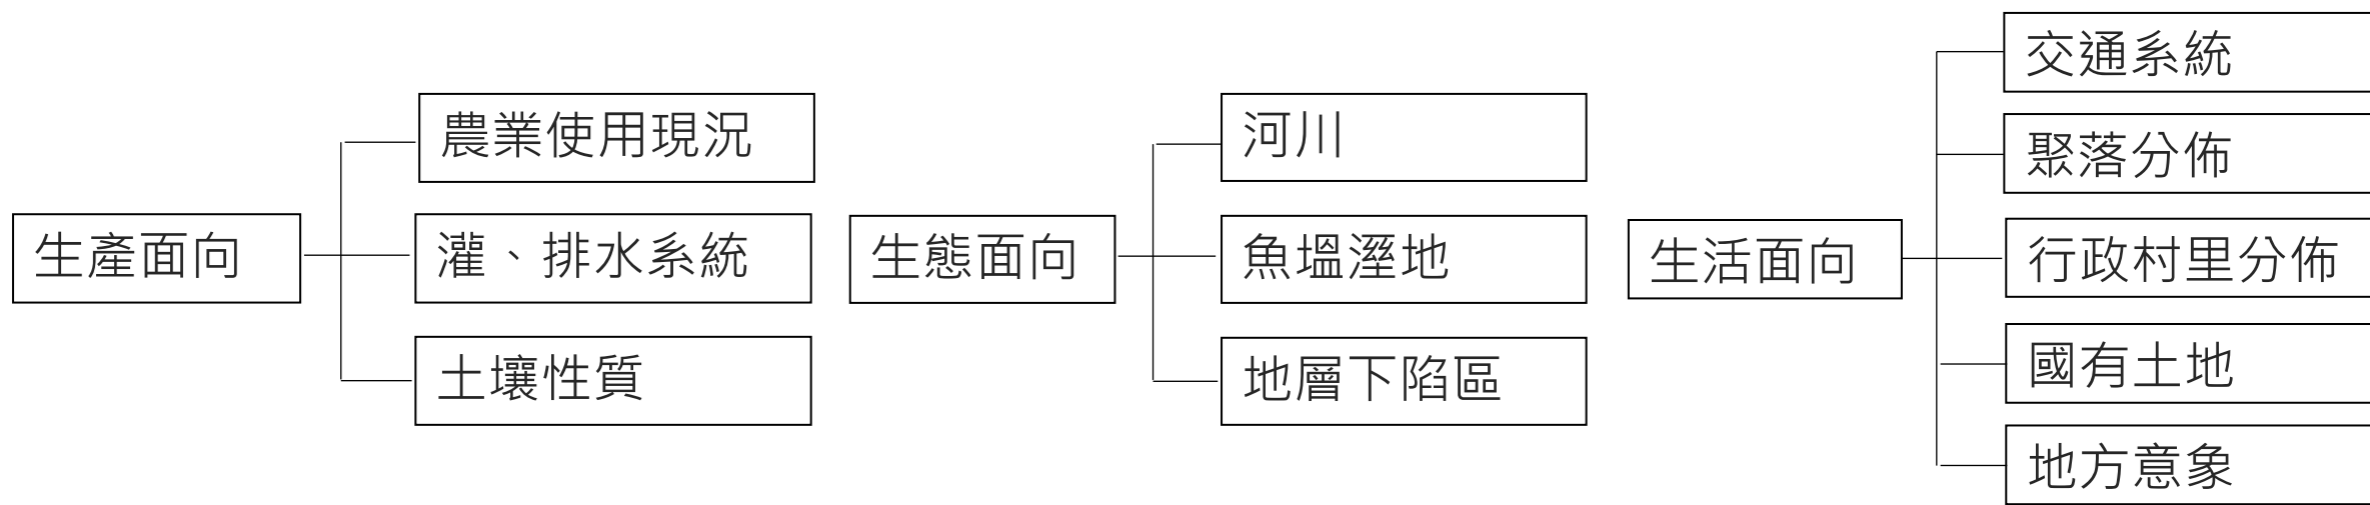 生產面向
農業使用現況
灌、排水系統
土壤性質
生態面向
河川
魚塭溼地
地層下陷區
生活面向
交通系統
聚落分佈
行政村里分佈
國有土地
地方意象